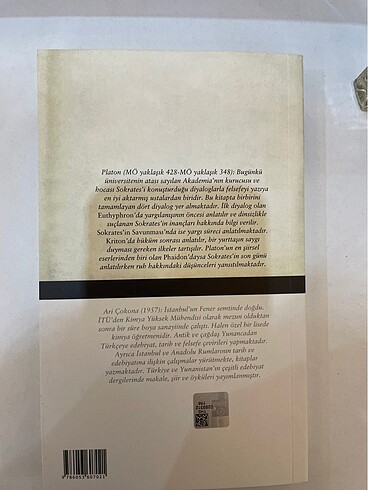 Platon (MÖ yaklaşık 428-MÖ yaklaşık 348): Bugünkü
üniversitenin atası sayılan Akademia'nın kurucusu ve
hocası Sokrates'i konuşturduğu diyaloglarla felsefeyi yazıya
en iyi aktarmış ustalardan biridir. Bu kitapta birbirini
tamamlayan dört diyalog yer almaktadır. İlk diyalog olan
Euthyphron'da yargılanışının öncesi anlatılır ve dinsizlikle
suçlanan Sokrates'in inançları hakkında bilgi verilir.
Sokrates'in Savunması'nda ise yargı süreci anlatılmaktadır.
Kriton'da hüküm sonrası anlatılır, bir yurttaşın saygı
duyması gereken ilkeler tartışılır. Platon'un en şiirsel
eserlerinden biri olan Phaidon'daysa Sokrates'in son günü
anlatılırken ruh hakkındaki düşünceleri yansıtılmaktadır.
Ari Çokona (1957): İstanbul'un Fener semtinde doğdu.
İTÜ'den Kimya Yüksek Mühendisi olarak mezun olduktan
sonra bir süre boya sanayiinde çalıştı. Halen özel bir lisede
kimya öğretmenidir. Antik ve çağdaş Yunancadan
Türkçeye edebiyat, tarih ve felsefe çevirileri yapmaktadır.
Ayrıca İstanbul ve Anadolu Rumlarının tarih ve
edebiyatına ilişkin çalışmalar yürütmekte, kitaplar
yazmaktadır. Türkiye ve Yunanistan'ın çeşitli edebiyat
dergilerinde makale, şiir ve öyküleri yayımlanmıştır.
9 786053 607021